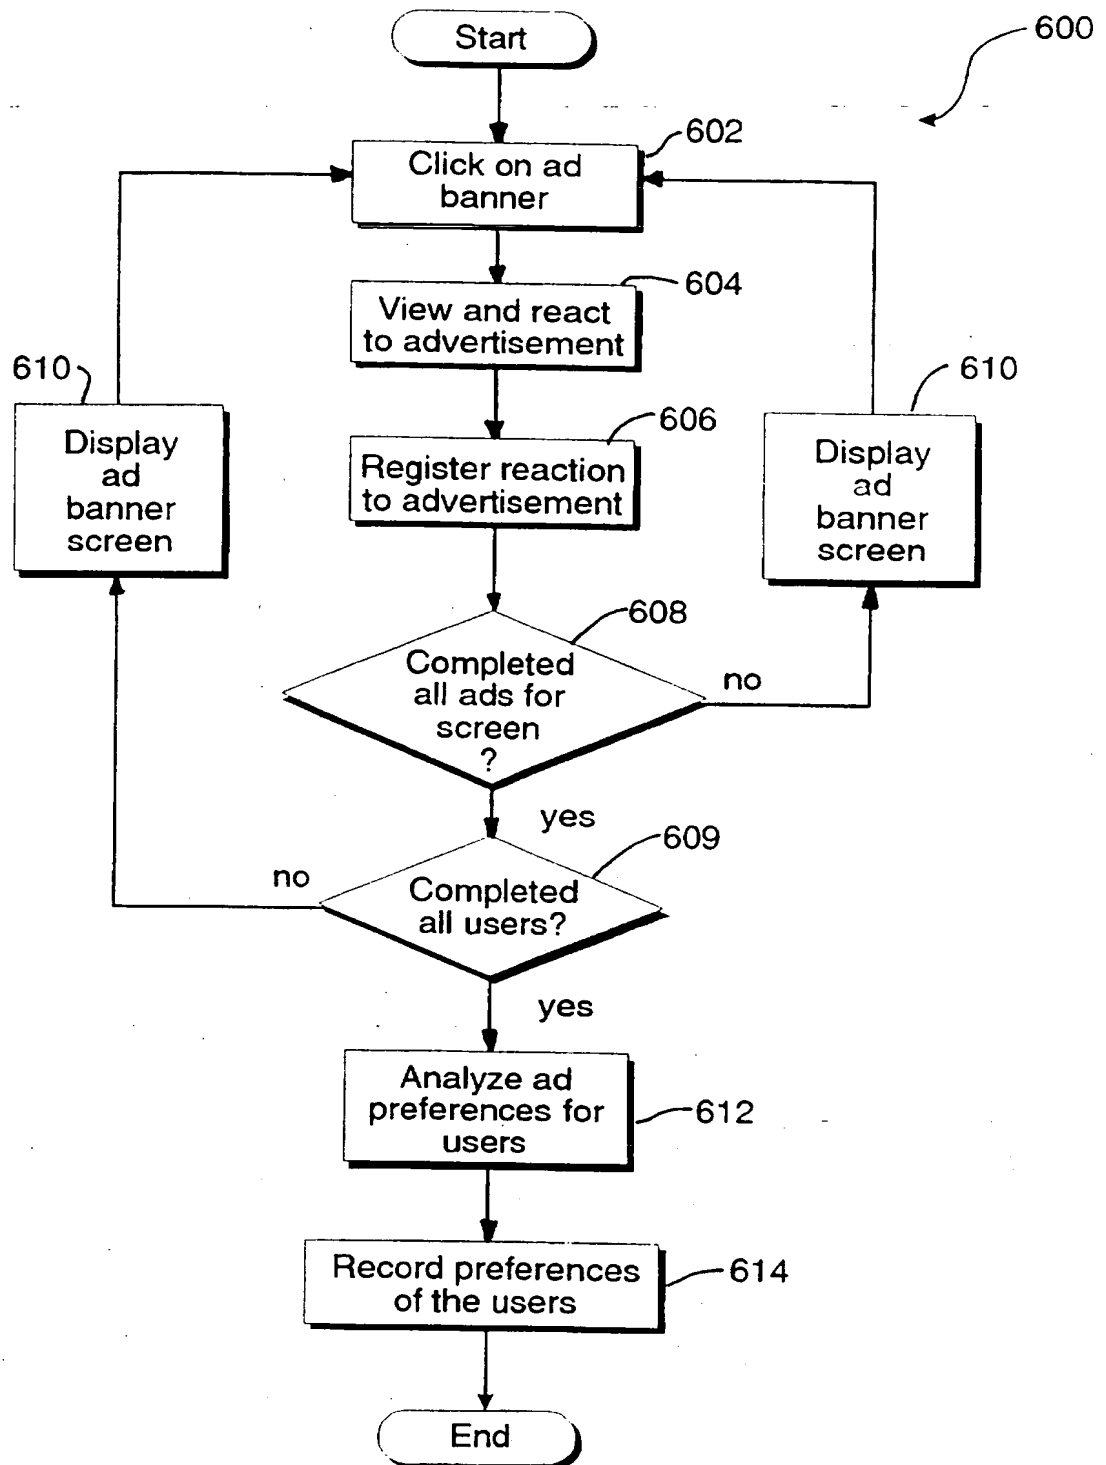 Start
600
602
Click on ad
banner
604
View and react
to advertisement
610
Display
ad
banner
screen
606
Register reaction
to advertisement
610
Display
ad
banner
screen
608
Completed
all ads for
screen
?
no
yes
609
no
Completed
all users?
yes
Analyze ad
preferences for
users
612
Record preferences
of the users
614
End